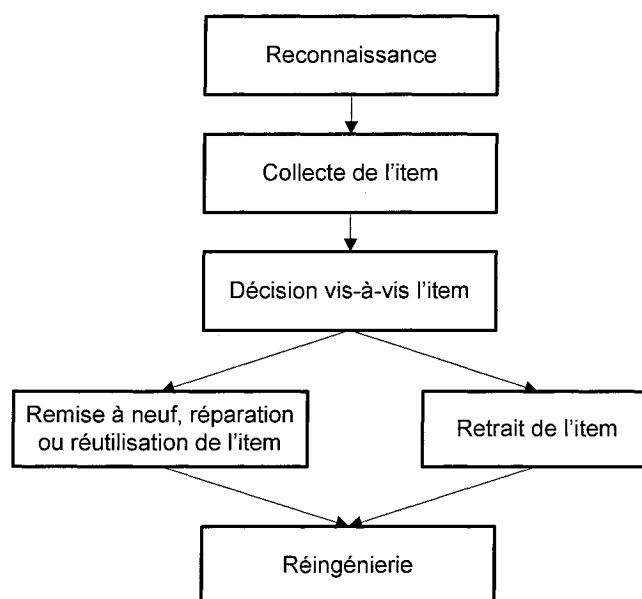 Reconnaissance
Collecte de l'item
Décision vis-à-vis l'item
Remise à neuf, réparation
ou réutilisation de l'item
Retrait de l'item
Réingénierie